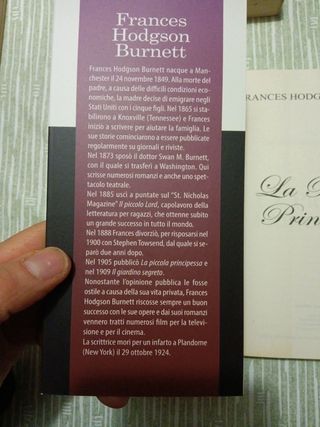 Frances
Hodgson
Burnett
Frances Hodgson Burnett nacque a Man-
chester il 24 novembre 1849. Alla morte del
padre, a causa delle difficili condizioni eco-
nomiche, la madre decise di emigrare negli
Stati Uniti con i cinque figli. Nel 1865 si sta-
bilirono a Knoxville (Tennessee) e Frances
iniziò a scrivere per aiutare la famiglia. Le
sue storie cominciarono a essere pubblicate
regolarmente su giornali e riviste.
Nel 1873 sposò il dottor Swan M. Burnett,
con il quale si trasferì a Washington. Qui
scrisse numerosi romanzi e anche uno spet-
tacolo teatrale.
Nel 1885 uscì a puntate sul "St. Nicholas
Magazine" Il piccolo Lord, capolavoro della
letteratura per ragazzi, che ottenne subito
un grande successo in tutto il mondo.
Nel 1888 Frances divorziò, per risposarsi nel
1900 con Stephen Towsend, dal quale si se-
parò due anni dopo.
Nel 1905 pubblicò La piccola principessa e
nel 1909 Il giardino segreto.
Nonostante l'opinione pubblica le fosse
ostile a causa della sua vita privata, Frances
Hodgson Burnett riscosse sempre un buon
successo con le sue opere e dai suoi romanzi
vennero tratti numerosi film per la televi-
sione e per il cinema.
La scrittrice morì per un infarto a Plandome
(New York) il 29 ottobre 1924.
FRANCES HODG
La P
Prin